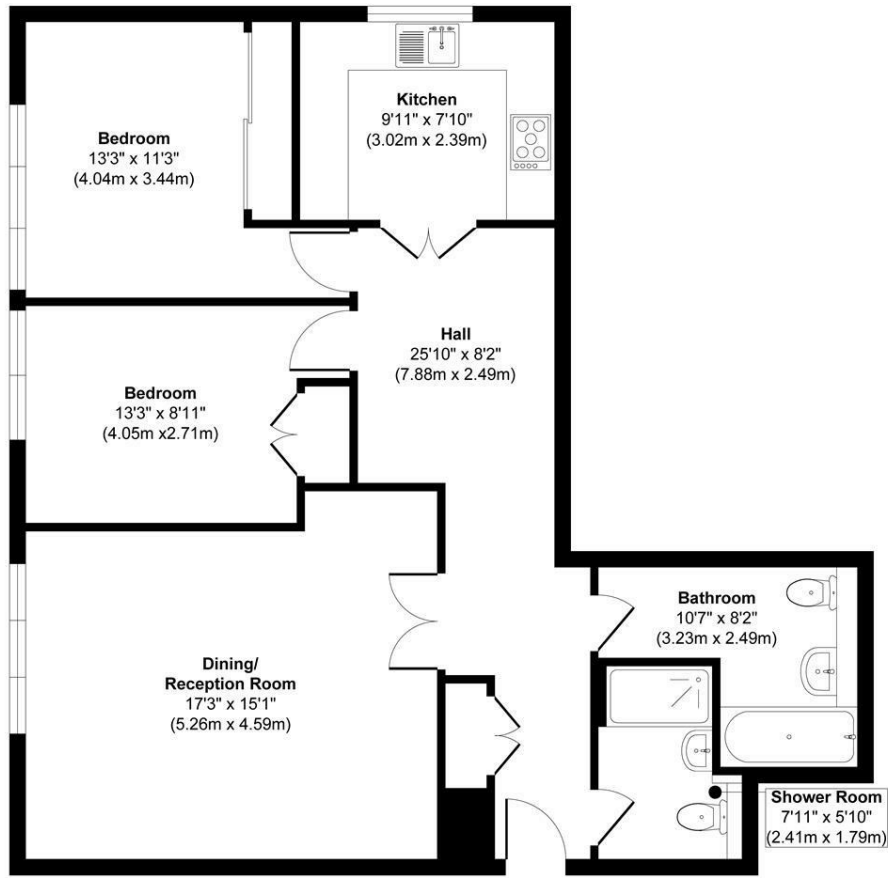 Bedroom
13'3" x 11'3"
(4.04m x 3.44m)
Kitchen
9'11" x 7'10"
(3.02m x 2.39m)
Hall
25'10" x 8'2"
(7.88m x 2.49m)
Bedroom
13'3" x 8'11"
(4.05m x2.71m)
Bathroom
10'7" x 8'2"
(3.23m x 2.49m)
Dining/
Reception Room
17'3" x 15'1"
(5.26m x 4.59m)
Shower Room
7'11" x 5'10"
(2.41m x 1.79m)